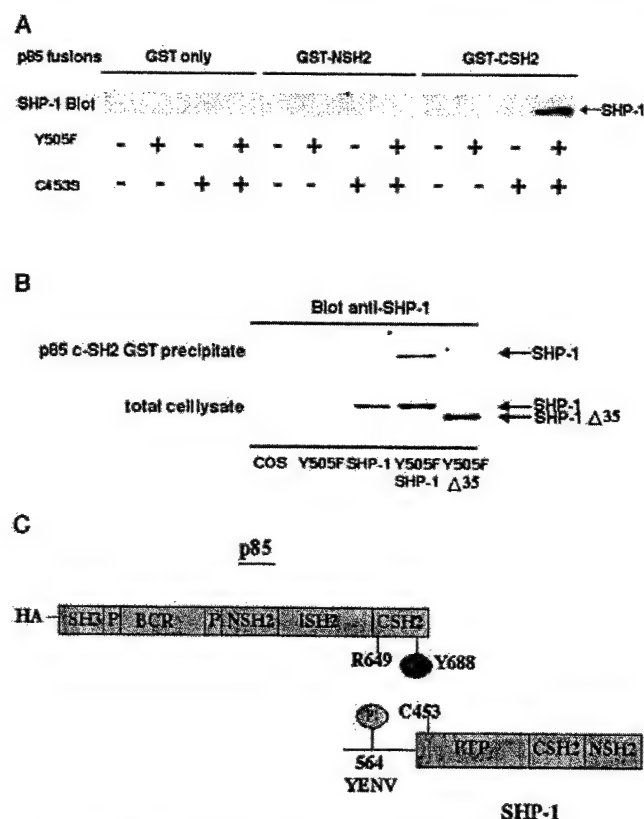 A
p85 fusions GST only GST-NSH2 GST-CSH2
SHP-1 Blot ←SHP-1
Y505F - + - + - + - + - + - +
C453S - - + + - - + + - - + +
B
Blot anti-SHP-1
p85 c-SH2 GST precipitate ←SHP-1
total cell lysate ←SHP-1
←SHP-1 Δ35
COS Y505F SHP-1 Y505F Y505F
SHP-1 Δ35
C
p85
HA SH3 P BCR P NSH2 ISH2 CSH2
R649 Y688
C453
564
YENV
CSH2 NSH2
SHP-1